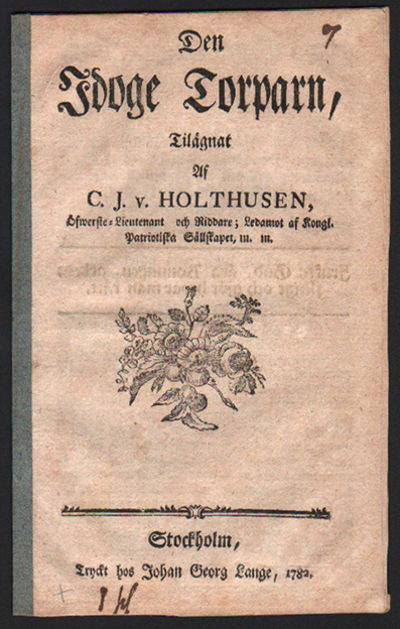 7
Den
Idoge Torparn,
Tilågnat
Af
C. J. v. HOLTHUSEN,
Öfwerste-Lieutenant och Riddare; Ledamot af Kongl.
Patriotiska Sällskapet, m. m.
Stockholm,
Tryckt hos Johan Georg Lange, 1782.